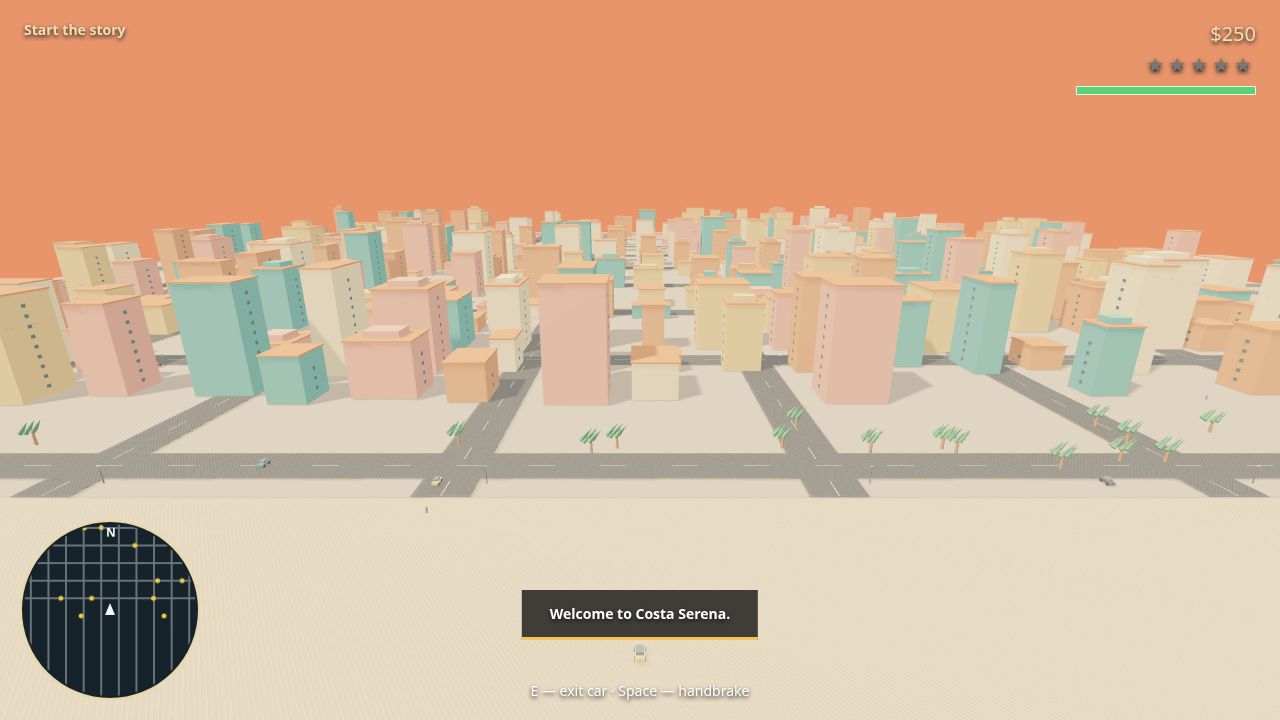 Start the story
$250
N
Welcome to Costa Serena.
E — exit car · Space — handbrake